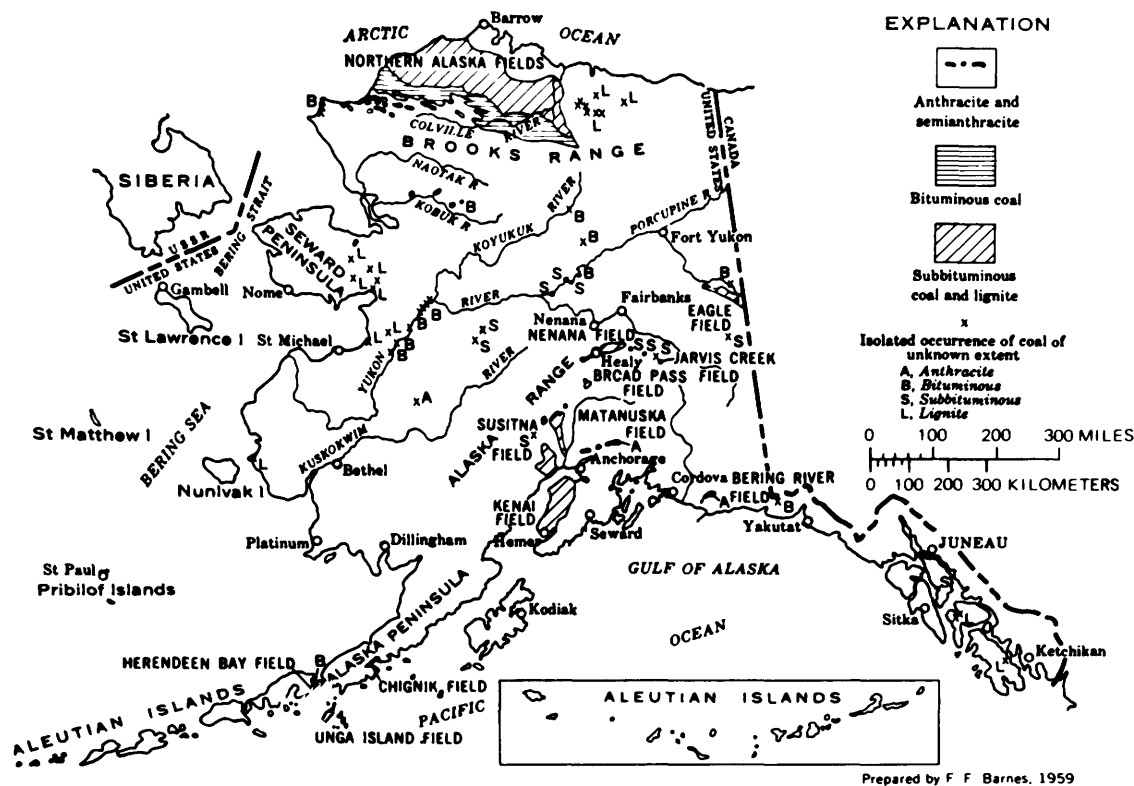 Barrow
ARCTIC OCEAN
NORTHERN ALASKA FIELDS
B
L
L
L
COLVILLE RIVER
BROOKS RANGE
NAOTAK R
KOBUK R
B
SIBERIA
USSR
UNITED STATES
BERING STRAIT
SEWARD PENINSULA
KOYUKUK RIVER
B
B
PORCUPINE R
Fort Yukon
UNITED STATES
CANADA
Gambell
Nome
L
L
L
L
St Lawrence I
St Michael
L
L
B
B
B
YUKON
RIVER
S
S
S
B
S
S
Fairbanks
Nenana
NENANA FIELD
B
EAGLE FIELD
S
Healy
S S S
JARVIS CREEK FIELD
BROAD PASS FIELD
RIVER
A
KUSKOKWIM
ALASKA RANGE
St Matthew I
BERING SEA
Nunivak I
L
Bethel
SUSITNA FIELD
S
MATANUSKA FIELD
A
Anchorage
Cordova
BERING RIVER FIELD
A
B
Yakutat
KENAI FIELD
Homer
Seward
Platinum
Dillingham
GULF OF ALASKA
JUNEAU
S
Sitka
L
L
Ketchikan
St Paul
Pribilof Islands
ALASKA PENINSULA
Kodiak
OCEAN
HERENDEEN BAY FIELD
B
CHIGNIK FIELD
PACIFIC
ALEUTIAN ISLANDS
UNGA ISLAND FIELD
ALEUTIAN ISLANDS
EXPLANATION
Anthracite and
semianthracite
Bituminous coal
Subbituminous
coal and lignite
x
Isolated occurrence of coal of
unknown extent
A, Anthracite
B, Bituminous
S, Subbituminous
L, Lignite
0 100 200 300 MILES
0 100 200 300 KILOMETERS
Prepared by F F Barnes, 1959